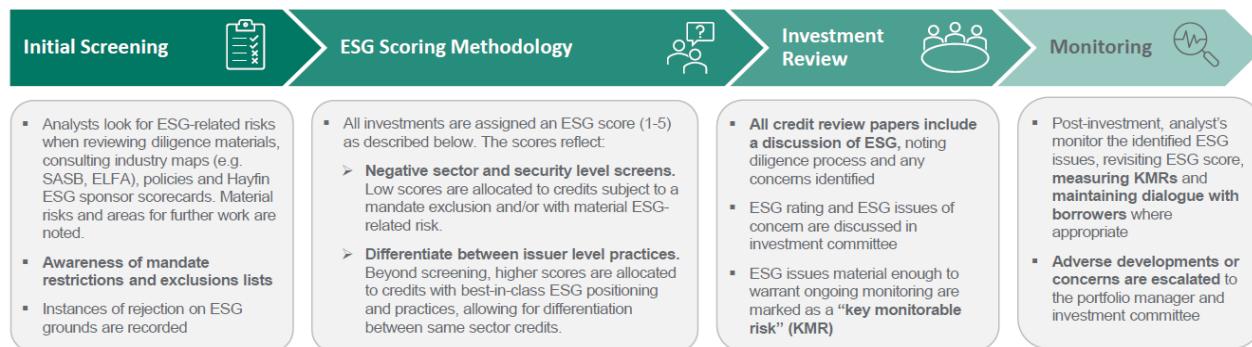 Initial Screening
ESG Scoring Methodology
Investment
Review
Monitoring
▪ Analysts look for ESG-related risks
when reviewing diligence materials,
consulting industry maps (e.g.
SASB, ELFA), policies and Hayfin
ESG sponsor scorecards. Material
risks and areas for further work are
noted.
▪ Awareness of mandate
restrictions and exclusions lists
▪ Instances of rejection on ESG
grounds are recorded
▪ All investments are assigned an ESG score (1-5)
as described below. The scores reflect:
➢ Negative sector and security level screens.
Low scores are allocated to credits subject to a
mandate exclusion and/or with material ESG-
related risk.
➢ Differentiate between issuer level practices.
Beyond screening, higher scores are allocated
to credits with best-in-class ESG positioning
and practices, allowing for differentiation
between same sector credits.
▪ All credit review papers include
a discussion of ESG, noting
diligence process and any
concerns identified
▪ ESG rating and ESG issues of
concern are discussed in
investment committee
▪ ESG issues material enough to
warrant ongoing monitoring are
marked as a “key monitorable
risk” (KMR)
▪ Post-investment, analyst’s
monitor the identified ESG
issues, revisiting ESG score,
measuring KMRs and
maintaining dialogue with
borrowers where
appropriate
▪ Adverse developments or
concerns are escalated to
the portfolio manager and
investment committee